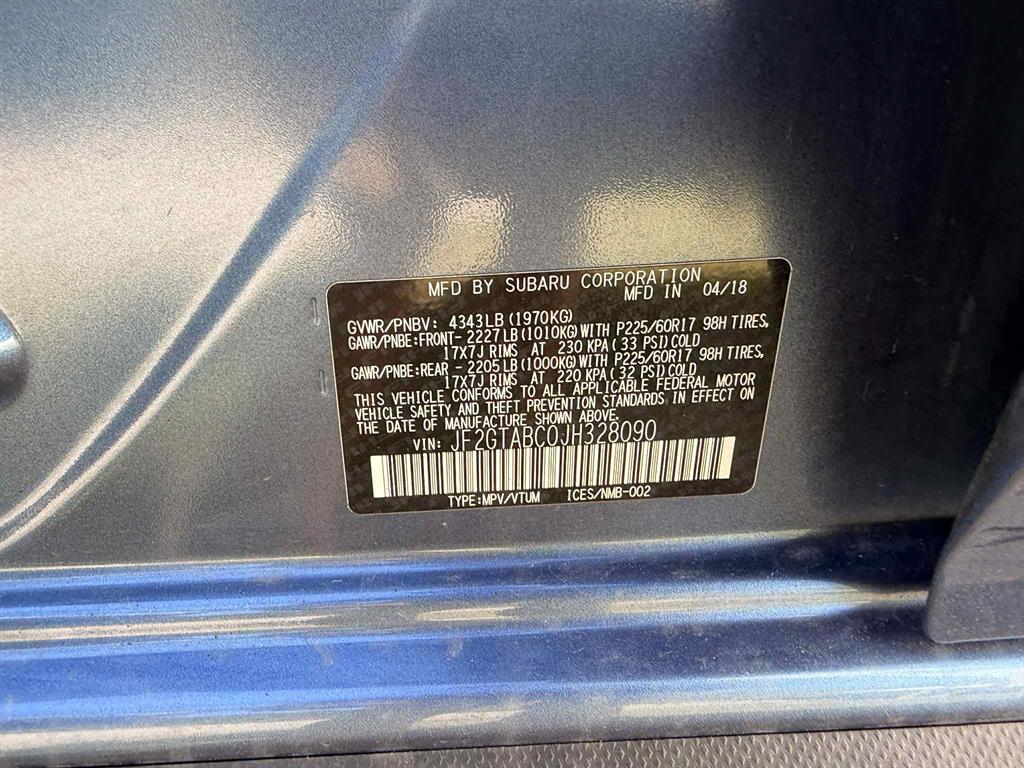 MFD BY SUBARU CORPORATION
MFD IN 04/18
GVWR/PNBV: 4343LB (1970KG)
GAWR/PNBE:FRONT- 2227LB (1010KG) WITH P225/60R17 98H TIRES,
17X7J RIMS AT 230 KPA ( 33 PSI) COLD
GAWR/PNBE:REAR - 2205LB (1000KG) WITH P225/60R17 98H TIRES,
17X7J RIMS AT 220 KPA ( 32 PSI) COLD
THIS VEHICLE CONFORMS TO ALL APPLICABLE FEDERAL MOTOR
VEHICLE SAFETY AND THEFT PREVENTION STANDARDS IN EFFECT ON
THE DATE OF MANUFACTURE SHOWN ABOVE.
VIN: JF2GTABC0JH328090
TYPE:MPV/VTUM ICES/NMB-002